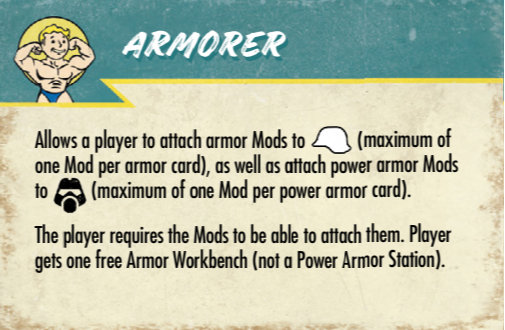 ARMORER
Allows a player to attach armor Mods to (maximum of
one Mod per armor card), as well as attach power armor Mods
to (maximum of one Mod per power armor card).
The player requires the Mods to be able to attach them. Player
gets one free Armor Workbench (not a Power Armor Station).